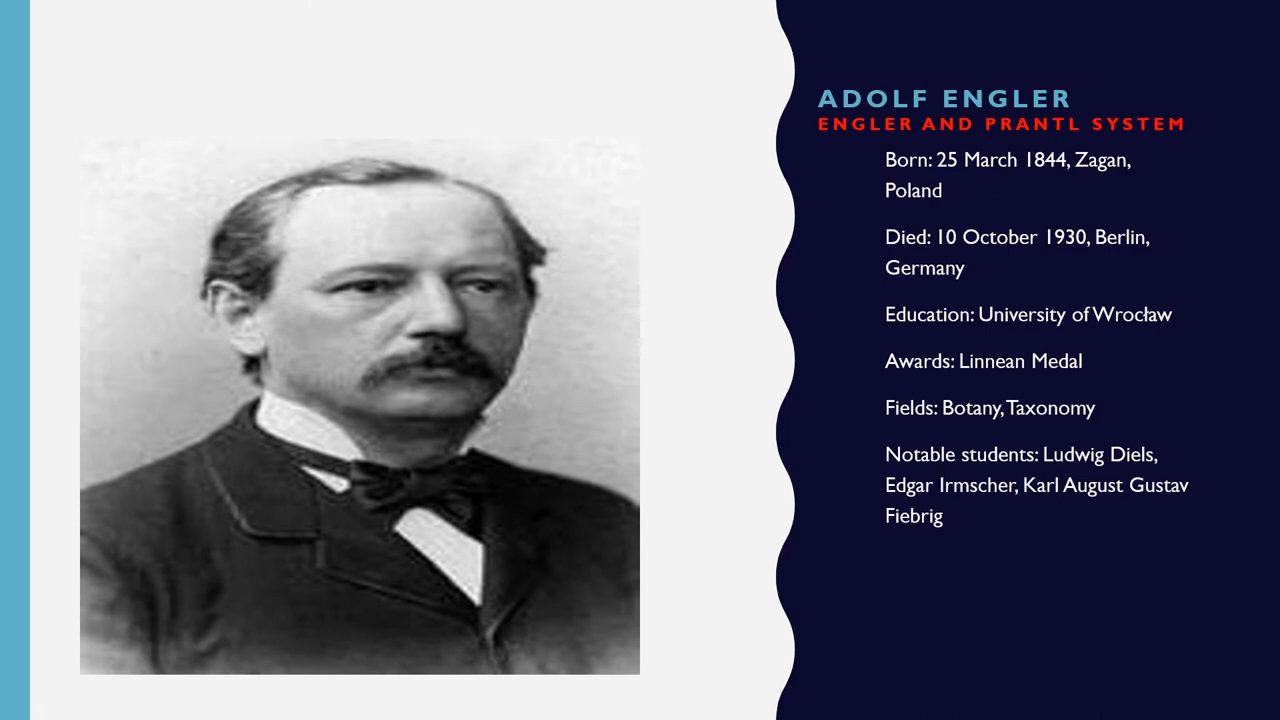 ADOLF ENGLER
ENGLER AND PRANTL SYSTEM
Born: 25 March 1844, Zagan,
Poland
Died: 10 October 1930, Berlin,
Germany
Education: University of Wrocław
Awards: Linnean Medal
Fields: Botany, Taxonomy
Notable students: Ludwig Diels,
Edgar Irmscher, Karl August Gustav
Fiebrig